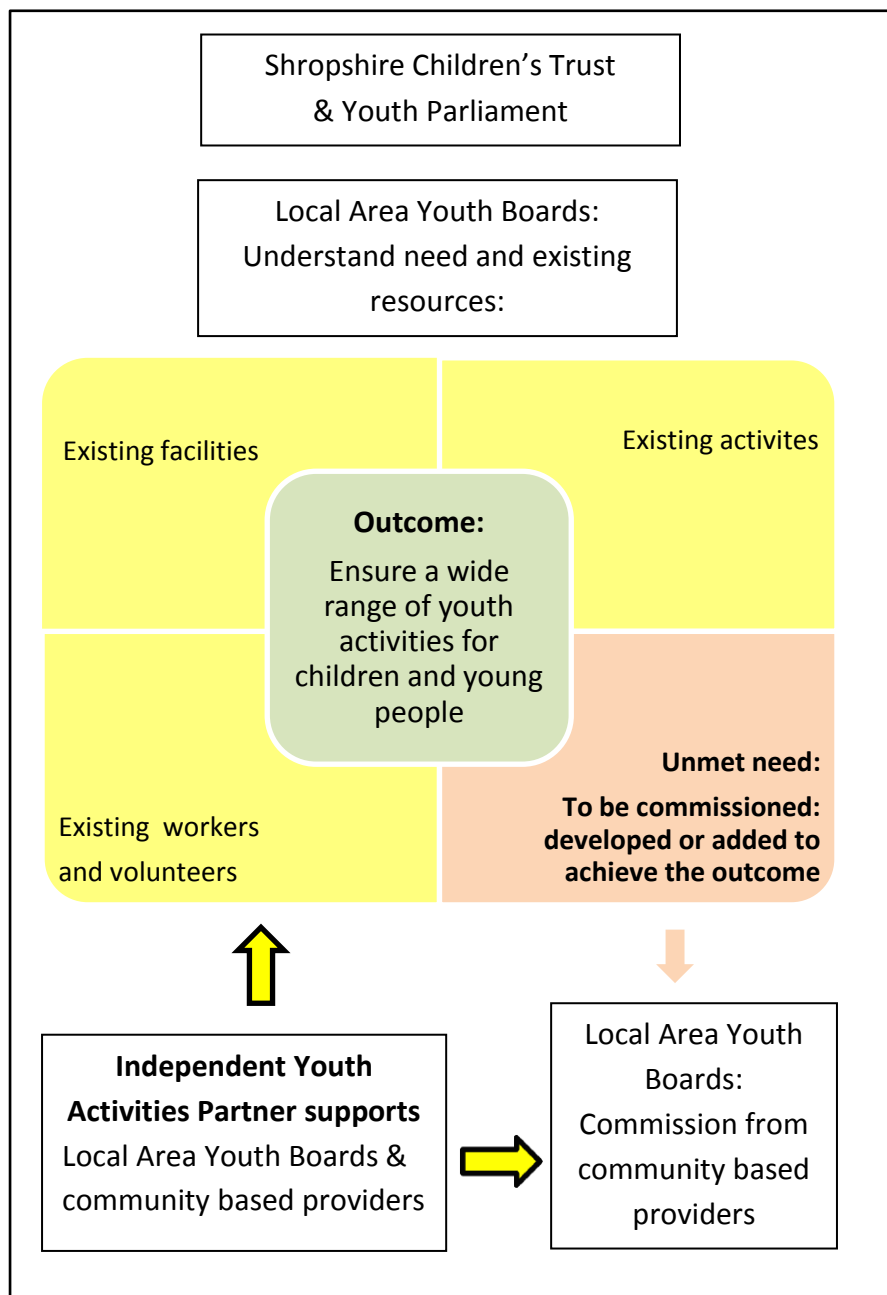 Shropshire Children’s Trust
& Youth Parliament
Local Area Youth Boards:
Understand need and existing
resources:
Existing facilities
Existing activites
Outcome:
Ensure a wide
range of youth
activities for
children and young
people
Existing workers
and volunteers
Unmet need:
To be commissioned:
developed or added to
achieve the outcome
Independent Youth
Activities Partner supports
Local Area Youth Boards &
community based providers
Local Area Youth
Boards:
Commission from
community based
providers